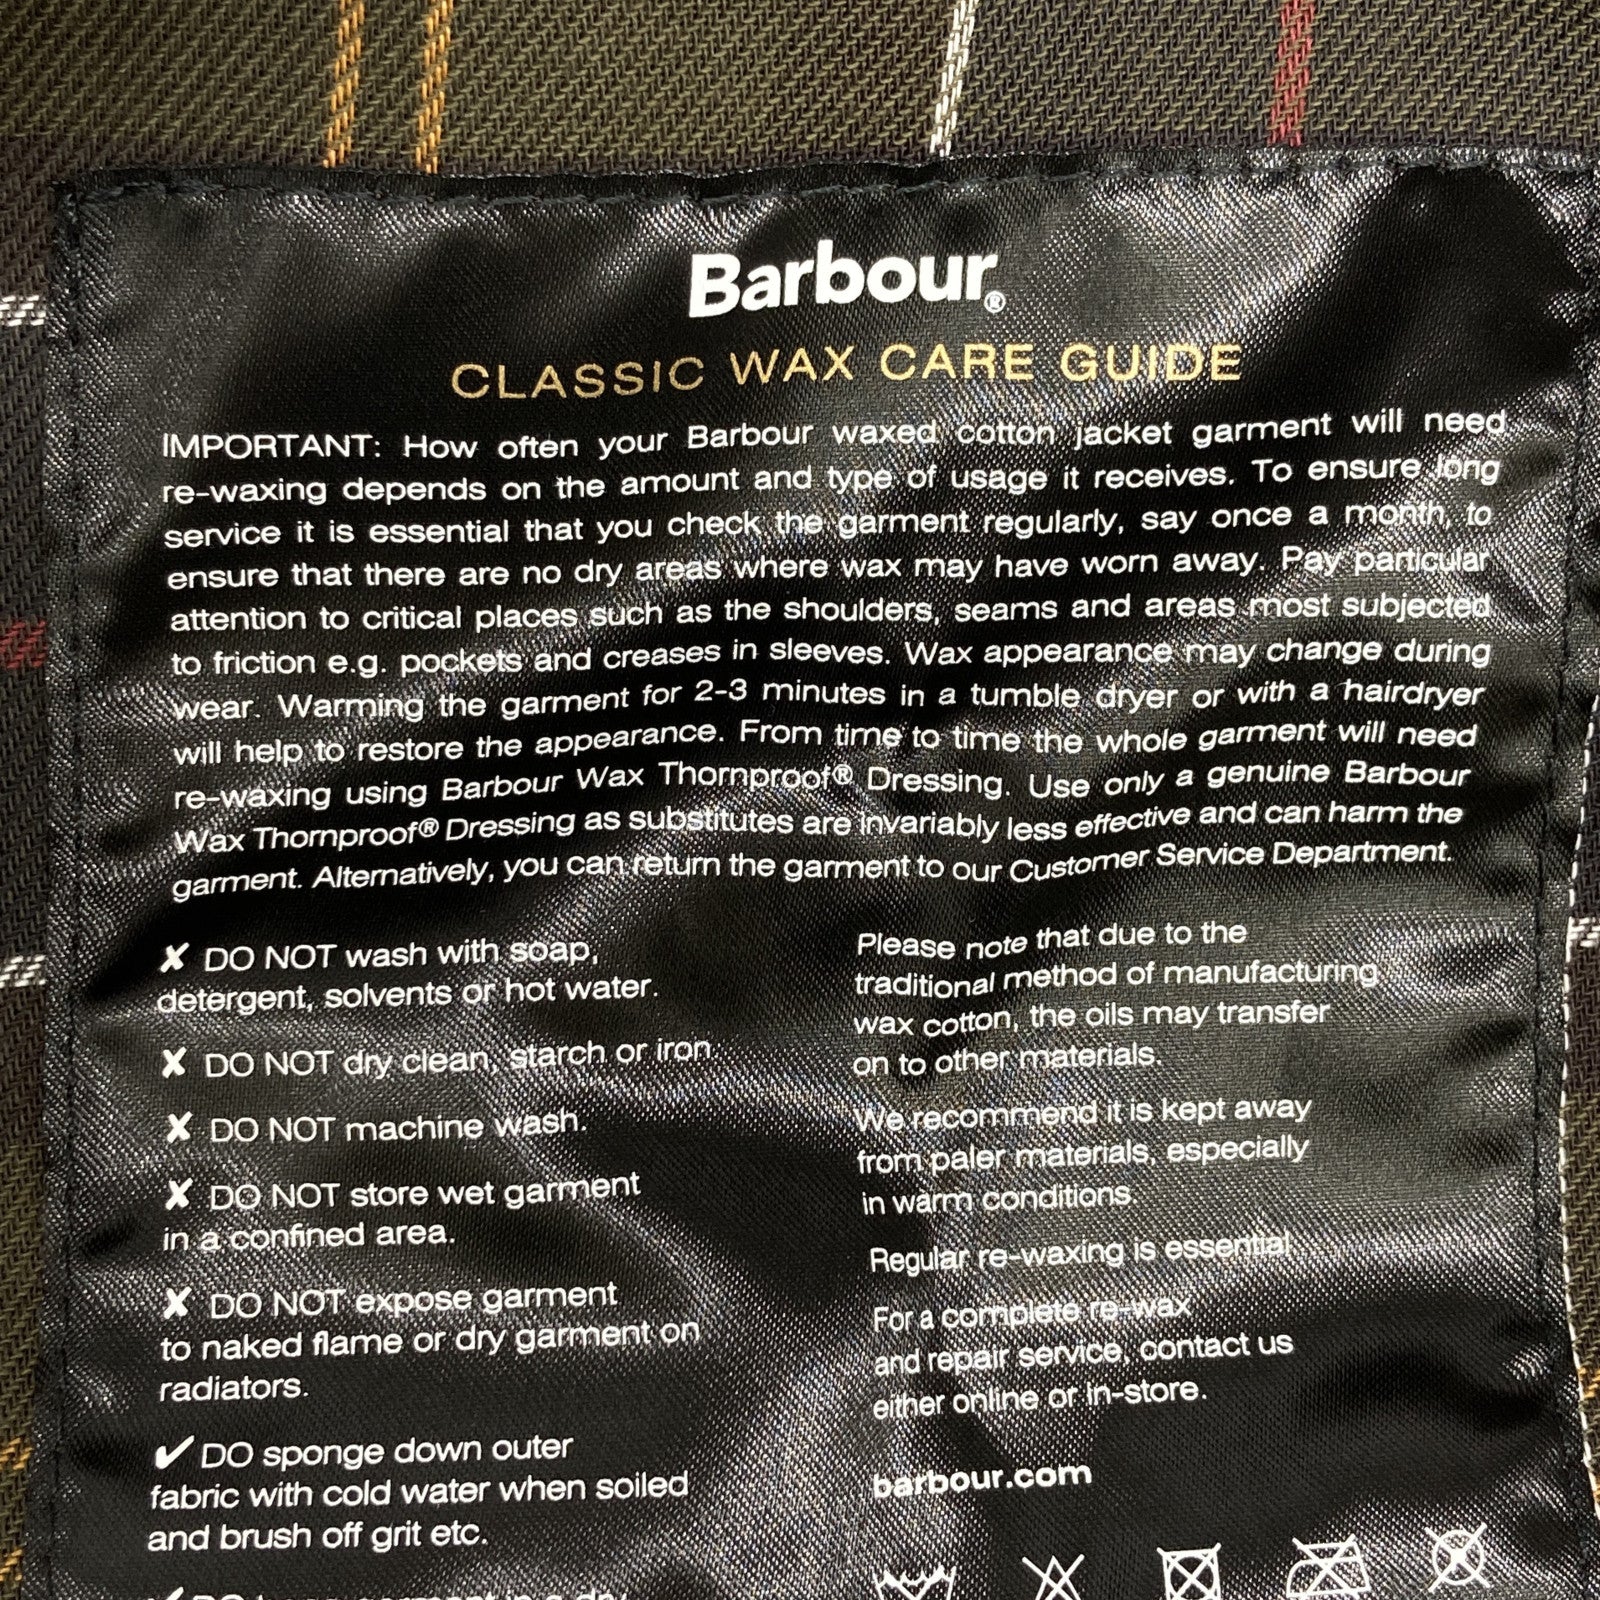 Barbour®
CLASSIC WAX CARE GUIDE
IMPORTANT: How often your Barbour waxed cotton jacket garment will need
re-waxing depends on the amount and type of usage it receives. To ensure long
service it is essential that you check the garment regularly, say once a month, to
ensure that there are no dry areas where wax may have worn away. Pay particular
attention to critical places such as the shoulders, seams and areas most subjected
to friction e.g. pockets and creases in sleeves. Wax appearance may change during
wear. Warming the garment for 2-3 minutes in a tumble dryer or with a hairdryer
will help to restore the appearance. From time to time the whole garment will need
re-waxing using Barbour Wax Thornproof® Dressing. Use only a genuine Barbour
Wax Thornproof® Dressing as substitutes are invariably less effective and can harm the
garment. Alternatively, you can return the garment to our Customer Service Department.
✘ DO NOT wash with soap,
detergent, solvents or hot water.
✘ DO NOT dry clean, starch or iron.
✘ DO NOT machine wash.
✘ DO NOT store wet garment
in a confined area.
✘ DO NOT expose garment
to naked flame or dry garment on
radiators.
✔ DO sponge down outer
fabric with cold water when soiled
and brush off grit etc.
✔ DO keep garment in a dry
Please note that due to the
traditional method of manufacturing
wax cotton, the oils may transfer
on to other materials.
We recommend it is kept away
from paler materials, especially
in warm conditions.
Regular re-waxing is essential
For a complete re-wax
and repair service, contact us
either online or in-store.
barbour.com